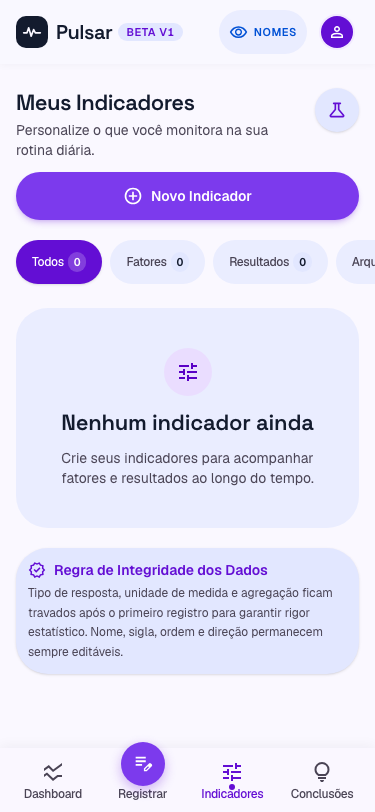 Pulsar BETA V1 NOMES
Meus Indicadores
Personalize o que você monitora na sua
rotina diária.
Novo Indicador
Todos 0 Fatores 0 Resultados 0 Arqu
Nenhum indicador ainda
Crie seus indicadores para acompanhar
fatores e resultados ao longo do tempo.
Regra de Integridade dos Dados
Tipo de resposta, unidade de medida e agregação ficam
travados após o primeiro registro para garantir rigor
estatístico. Nome, sigla, ordem e direção permanecem
sempre editáveis.
Dashboard Registrar Indicadores Conclusões